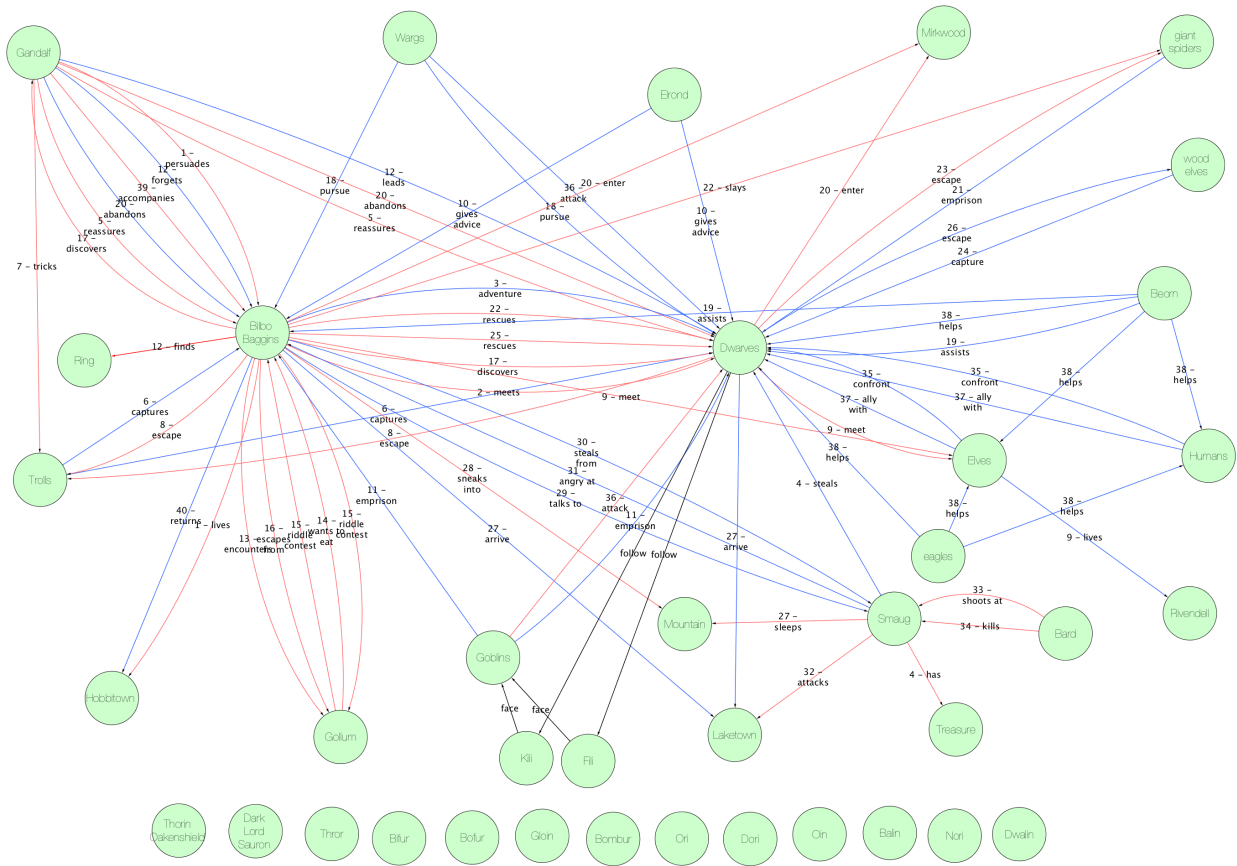 Gandalf
Wargs
Mirkwood
giant
spiders
Elrond
wood
elves
1 –
persuades
12 –
forgets
39 –
accompanies
20 –
abandons
5 –
reassures
17 –
discovers
18 –
pursue
12 –
leads
20 –
abandons
5 –
reassures
10 –
gives
advice
36 –
attack
20 – enter
18 –
pursue
10 –
gives
advice
22 – slays
20 – enter
23 –
escape
21 –
emprison
26 –
escape
24 –
capture
7 – tricks
Beorn
3 –
adventure
19 –
assists
22 –
rescues
25 –
rescues
17 –
discovers
2 – meets
38 –
helps
19 –
assists
Bilbo
Baggins
Dwarves
12 – finds
Ring
6 –
captures
8 –
escape
6 –
captures
8 –
escape
9 – meet
35 –
confront
37 – ally
with
35 –
confront
37 – ally
with
38 –
helps
38 –
helps
9 – meet
38 –
helps
Trolls
Elves
Humans
30 –
steals
from
31 –
angry at
29 –
talks to
28 –
sneaks
into
4 – steals
11 –
emprison
36 –
attack
11 –
emprison
40 –
returns
1 – lives
13 –
encounters
16 –
escapes
from
15 –
riddle
contest
14 –
wants to
eat
15 –
riddle
contest
27 –
arrive
27 –
arrive
follow
follow
38 –
helps
38 –
helps
9 – lives
eagles
Rivendell
33 –
shoots at
34 – kills
Bard
Smaug
27 –
sleeps
Mountain
Goblins
32 –
attacks
4 – has
Hobbitown
Gollum
face
face
Laketown
Treasure
Kili
Fili
Thorin
Oakenshield
Dark
Lord
Sauron
Thror
Bifur
Bofur
Gloin
Bombur
Ori
Dori
Oin
Balin
Nori
Dwalin